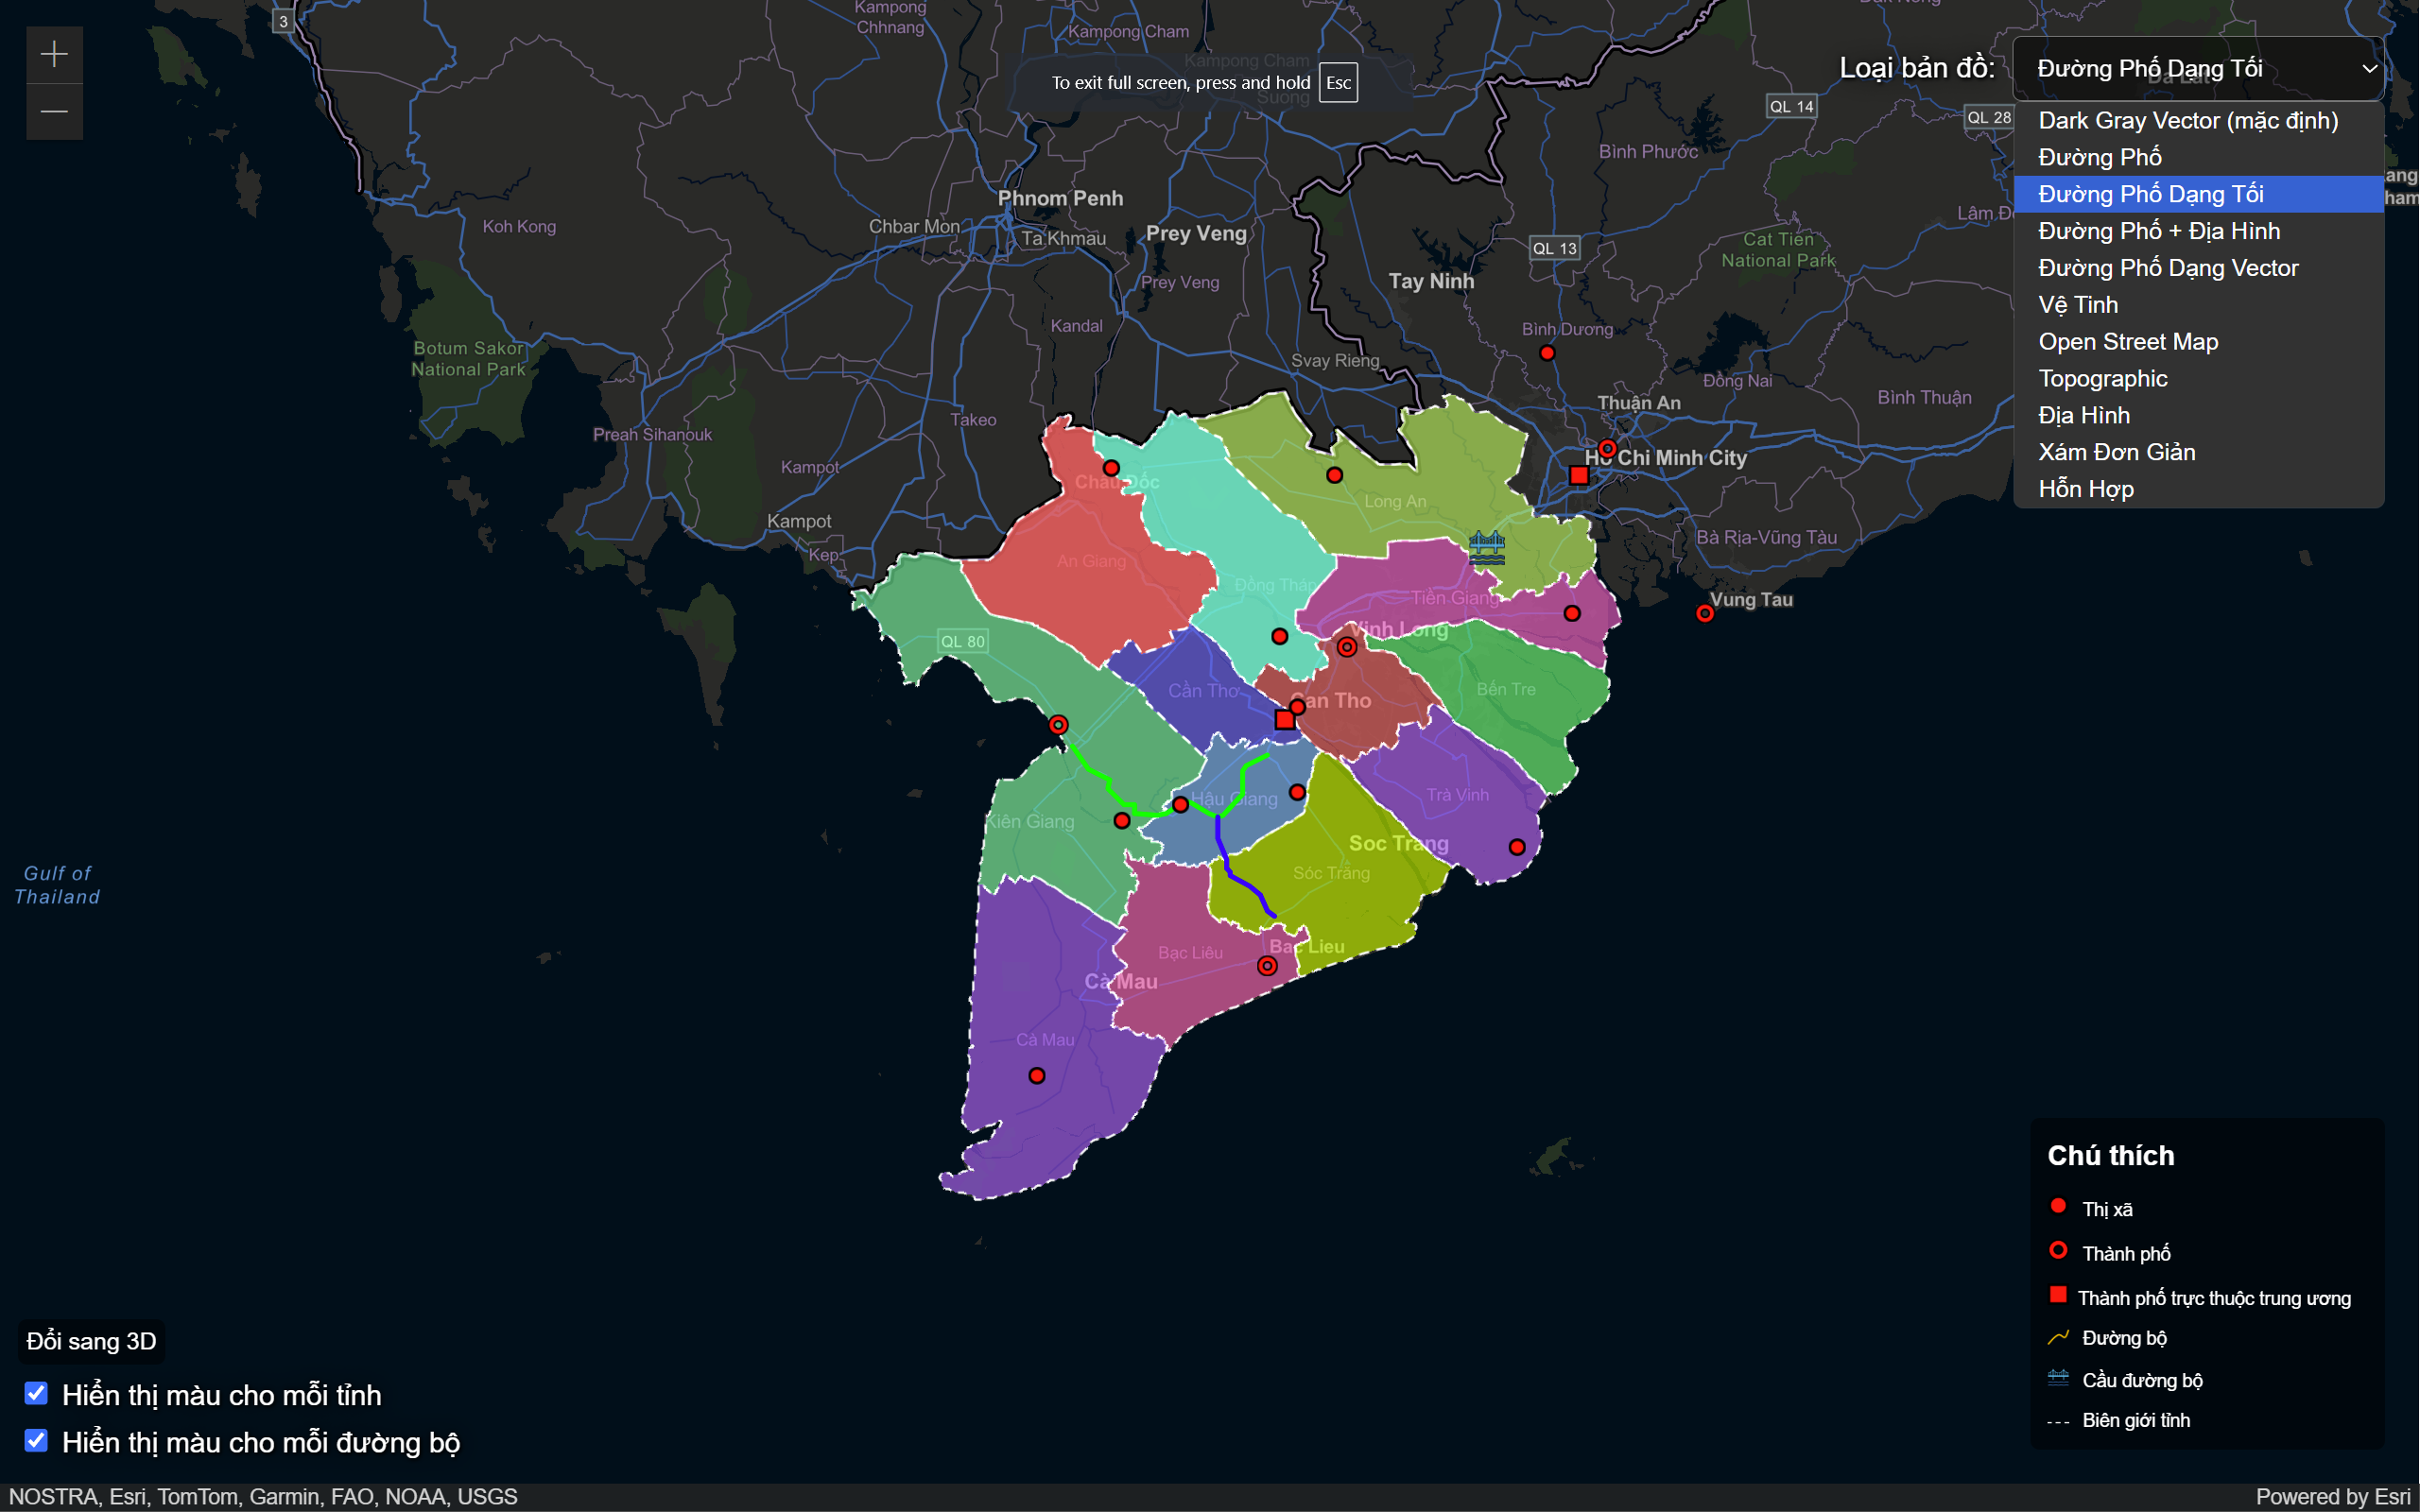 3
Kampong
Chhnang
Kampong Cham
Kampong Cham
Suong
To exit full screen, press and hold Esc
Loại bản đồ:
Đường Phố Dạng Tối
Dark Gray Vector (mặc định)
Đường Phố
Đường Phố Dạng Tối
Đường Phố + Địa Hình
Đường Phố Dạng Vector
Vệ Tinh
Open Street Map
Topographic
Địa Hình
Xám Đơn Giản
Hỗn Hợp
QL 14
QL 28
Bình Phước
Phnom Penh
Koh Kong
Chbar Mon
Ta Khmau
Prey Veng
Cat Tien
National Park
QL 13
Tay Ninh
Prey Veng
Kandal
Bình Dương
Botum Sakor
National Park
Svay Rieng
Đồng Nai
Bình Thuận
Thuận An
Takeo
Preah Sihanouk
Ho Chi Minh City
Kampot
Châu Đốc
Long An
Kampot
Bà Rịa-Vũng Tàu
Kep
An Giang
Đồng Tháp
Tiền Giang
Vung Tau
QL 80
Vinh Long
Cần Thơ
Bến Tre
Can Tho
Trà Vinh
Hậu Giang
Kiên Giang
Soc Trang
Sóc Trăng
Gulf of
Thailand
Bac Lieu
Bạc Liêu
Cà Mau
Cà Mau
Chú thích
Thị xã
Thành phố
Thành phố trực thuộc trung ương
Đường bộ
Cầu đường bộ
Biên giới tỉnh
Đổi sang 3D
Hiển thị màu cho mỗi tỉnh
Hiển thị màu cho mỗi đường bộ
NOSTRA, Esri, TomTom, Garmin, FAO, NOAA, USGS
Powered by Esri